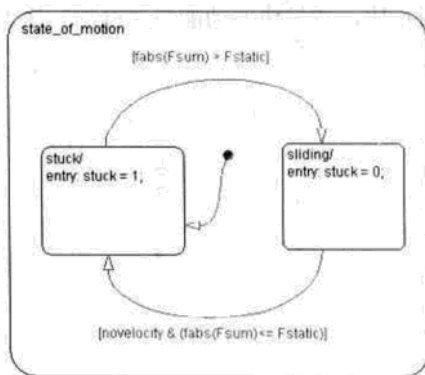 state_of_motion
[fabs(Fsum) > Fstatic]
stuck/
entry: stuck = 1;
sliding/
entry: stuck = 0;
[novelocity & (fabs(Fsum)<= Fstatic)]